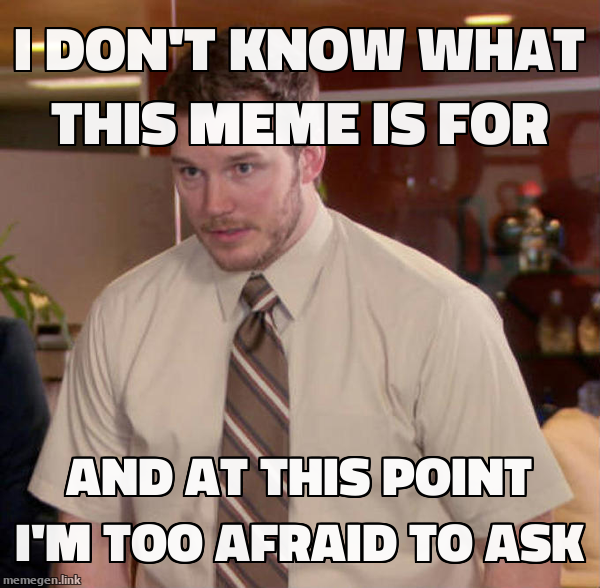 I DON'T KNOW WHAT
THIS MEME IS FOR
AND AT THIS POINT
I'M TOO AFRAID TO ASK
memegen.link